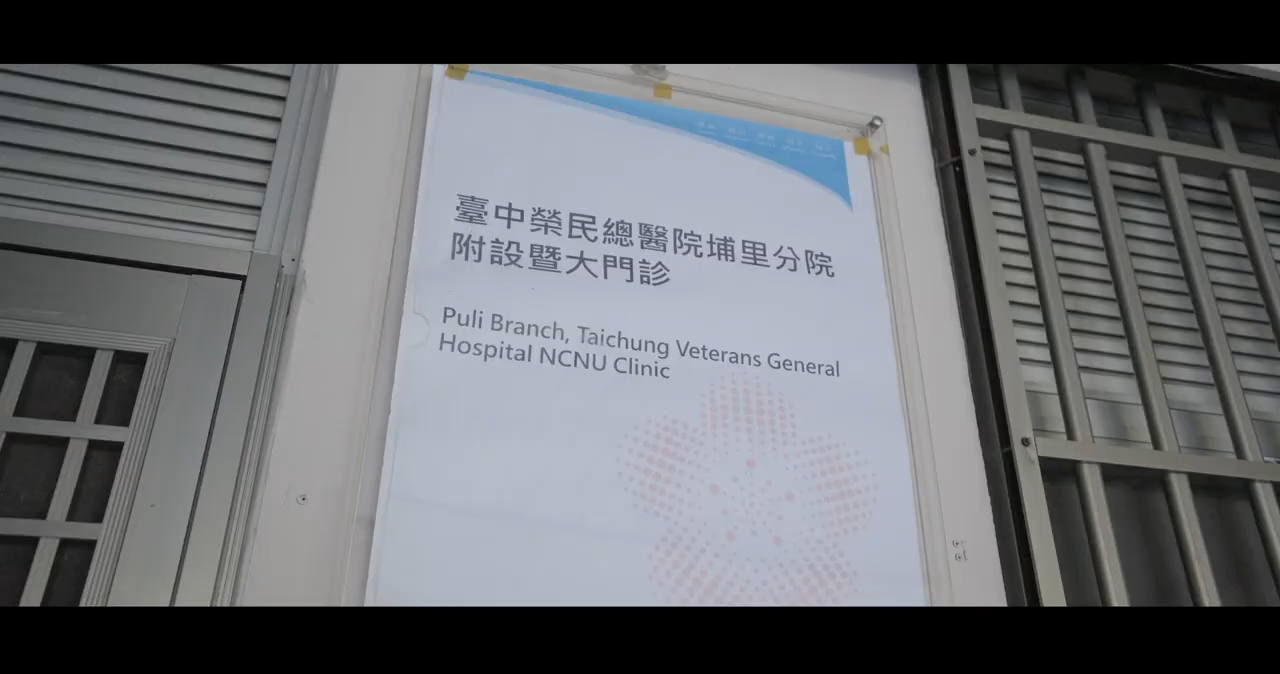 臺中榮民總醫院埔里分院
附設暨大門診
Puli Branch, Taichung Veterans General
Hospital NCNU Clinic